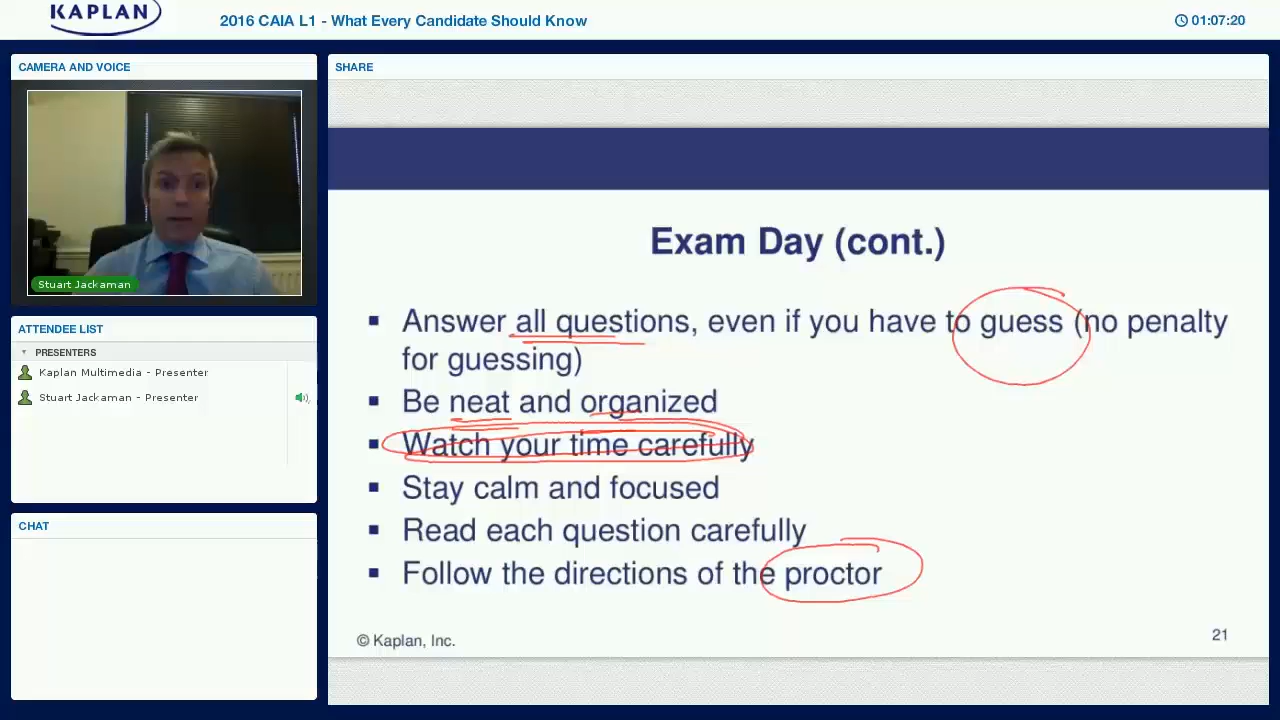 KAPLAN
2016 CAIA L1 - What Every Candidate Should Know
01:07:20
CAMERA AND VOICE
Stuart Jackaman
ATTENDEE LIST
PRESENTERS
Kaplan Multimedia - Presenter
Stuart Jackaman - Presenter
CHAT
SHARE
Exam Day (cont.)
▪ Answer all questions, even if you have to guess (no penalty
for guessing)
▪ Be neat and organized
▪ Watch your time carefully
▪ Stay calm and focused
▪ Read each question carefully
▪ Follow the directions of the proctor
© Kaplan, Inc.
21